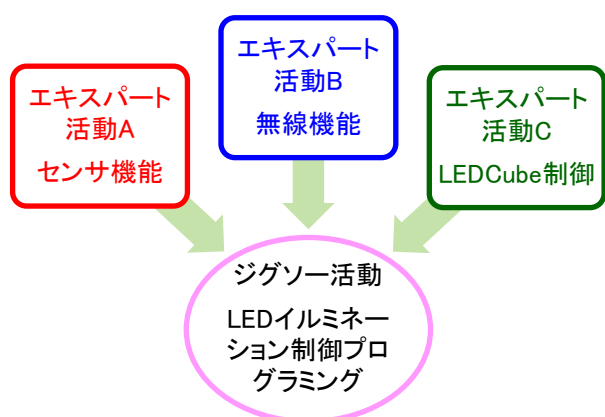 エキスパート
活動A
センサ機能
エキスパート
活動B
無線機能
エキスパート
活動C
LEDCube制御
ジグソー活動
LEDイルミネー
ション制御プロ
グラミング